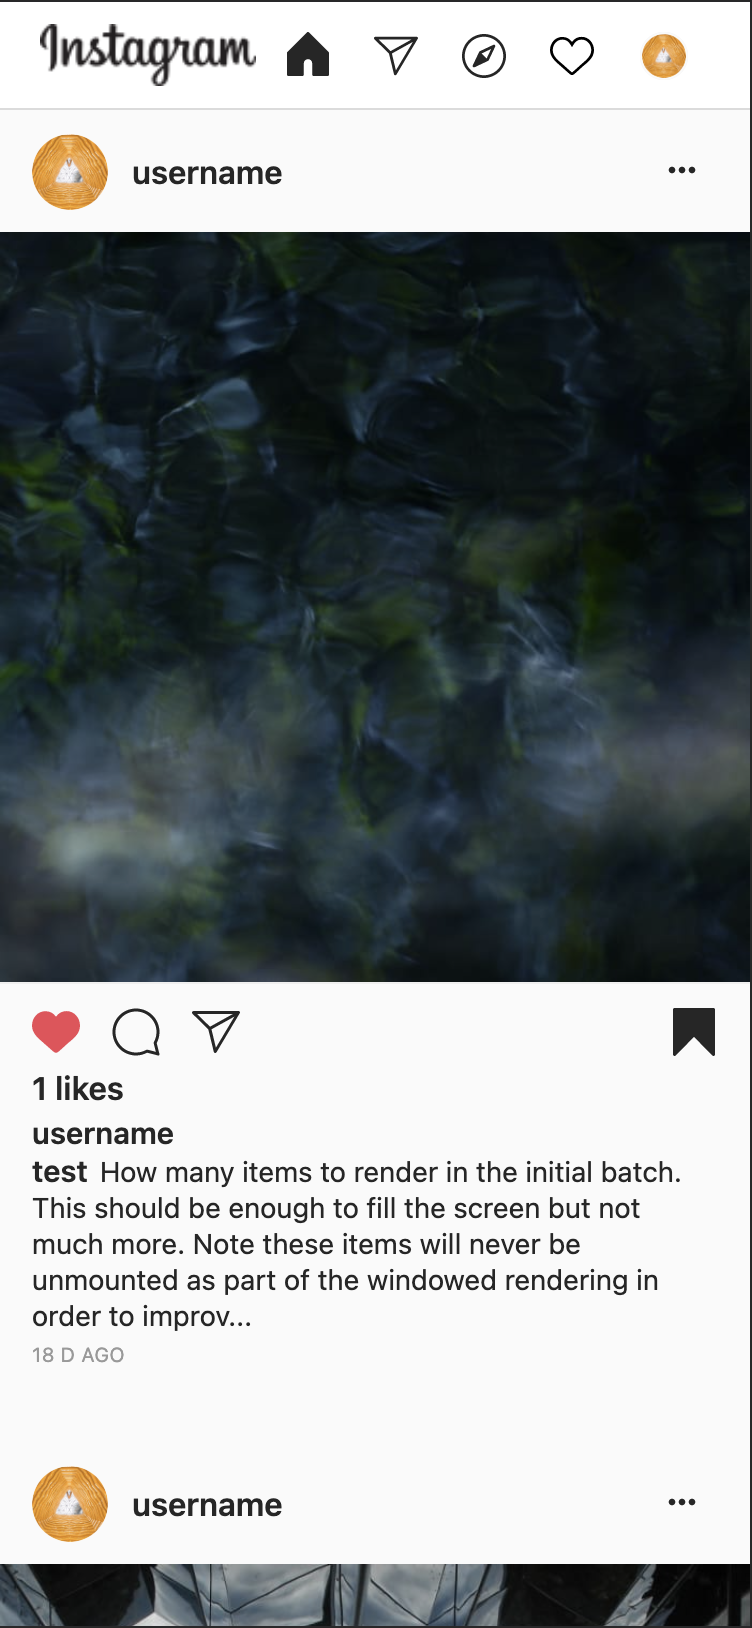 Instagram
username
1 likes
username
test How many items to render in the initial batch.
This should be enough to fill the screen but not
much more. Note these items will never be
unmounted as part of the windowed rendering in
order to improv...
18 D AGO
username